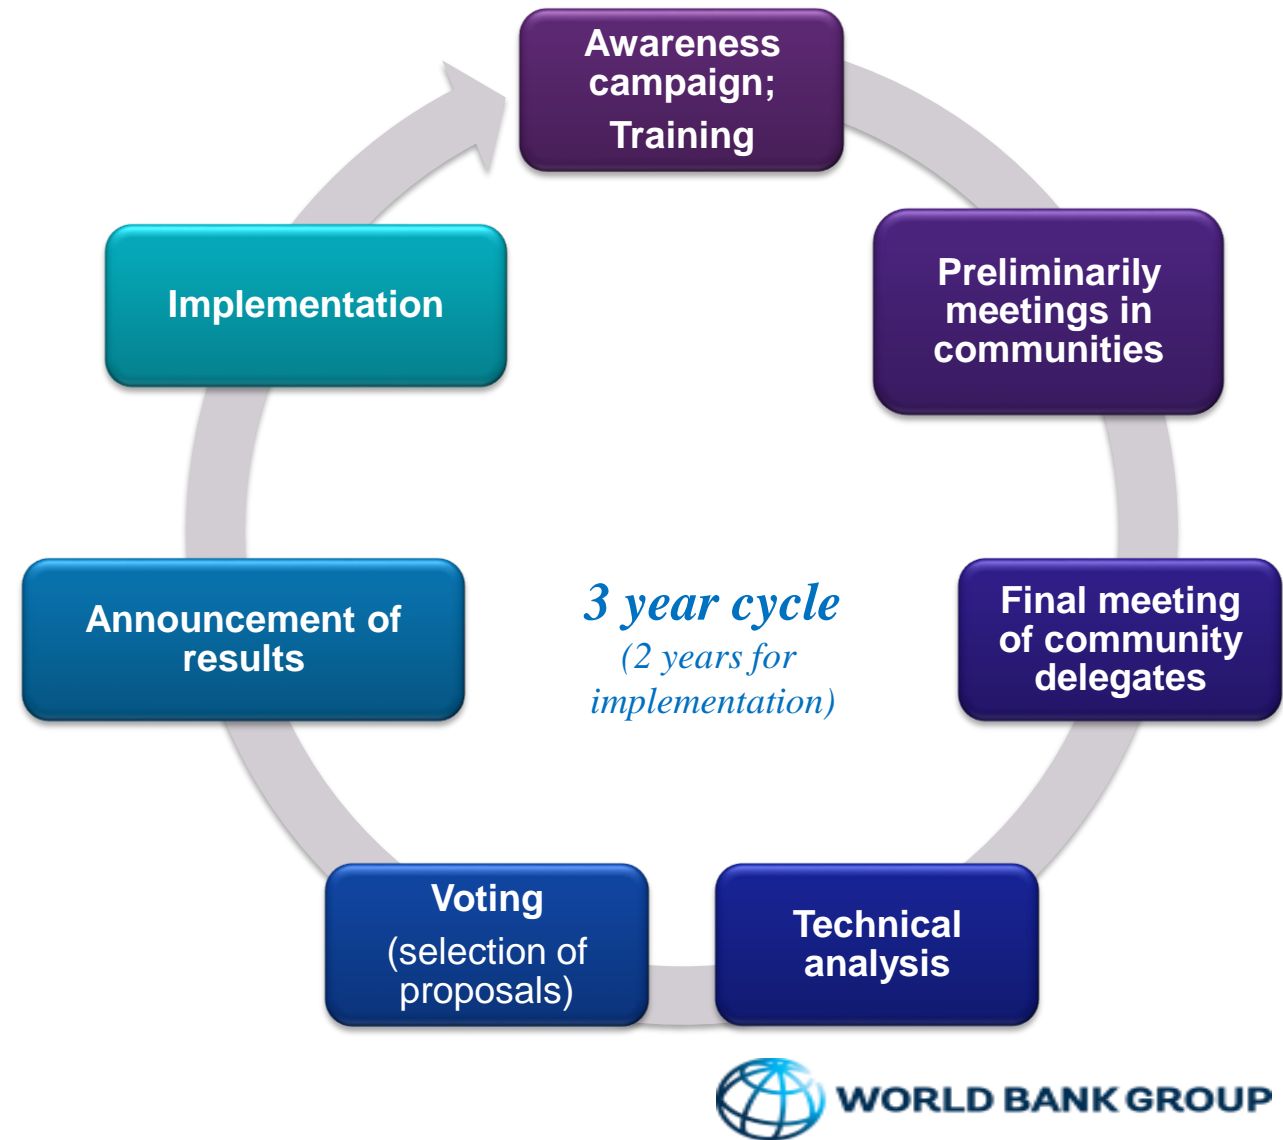 Awareness
campaign;
Training
Preliminarily
meetings in
communities
Final meeting
of community
delegates
Technical
analysis
Voting
(selection of
proposals)
Announcement of
results
Implementation
3 year cycle
(2 years for
implementation)
WORLD BANK GROUP